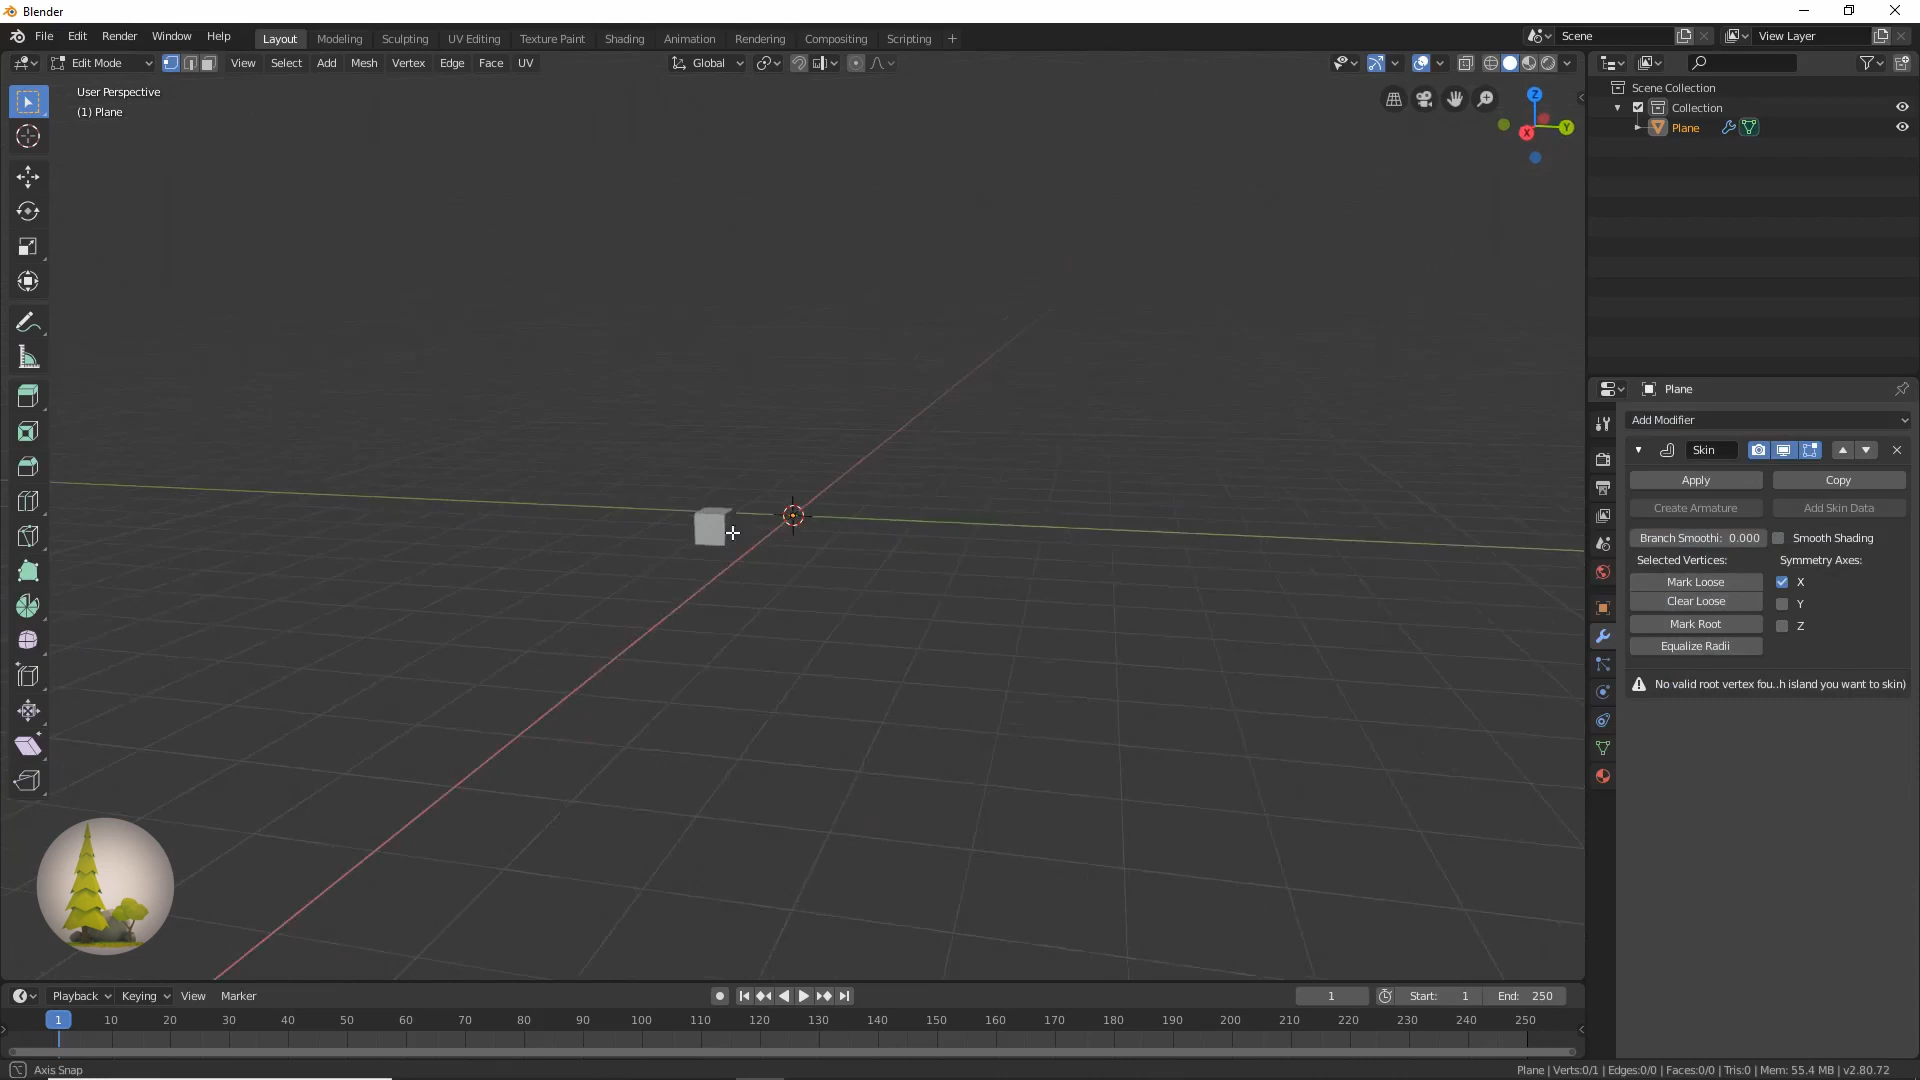 Blender
File Edit Render Window Help
Layout Modeling Sculpting UV Editing Texture Paint Shading Animation Rendering Compositing Scripting +
Scene View Layer
Edit Mode View Select Add Mesh Vertex Edge Face UV Global
User Perspective
(1) Plane
Z
Y
X
Scene Collection
Collection
Plane
Plane
Add Modifier
Skin
Apply Copy
Create Armature Add Skin Data
Branch Smoothi: 0.000 Smooth Shading
Selected Vertices: Symmetry Axes:
Mark Loose X
Clear Loose Y
Mark Root Z
Equalize Radii
No valid root vertex fou..h island you want to skin)
Playback Keying View Marker 1 Start: 1 End: 250
1 10 20 30 40 50 60 70 80 90 100 110 120 130 140 150 160 170 180 190 200 210 220 230 240 250
Axis Snap
Plane | Verts:0/1 | Edges:0/0 | Faces:0/0 | Tris:0 | Mem: 55.4 MB | v2.80.72